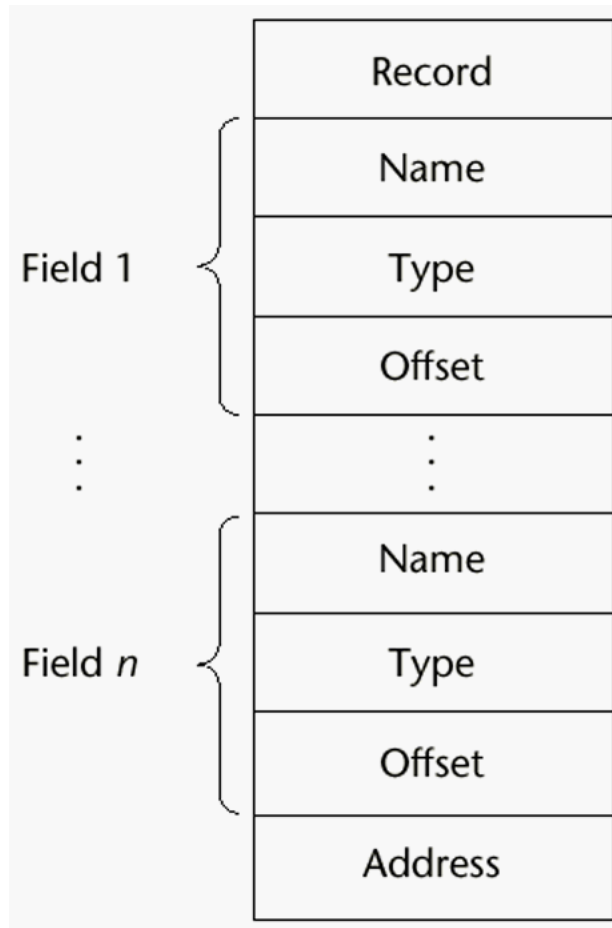 Record
Name
Field 1
Type
Offset
⋮ ⋮
Name
Field n
Type
Offset
Address